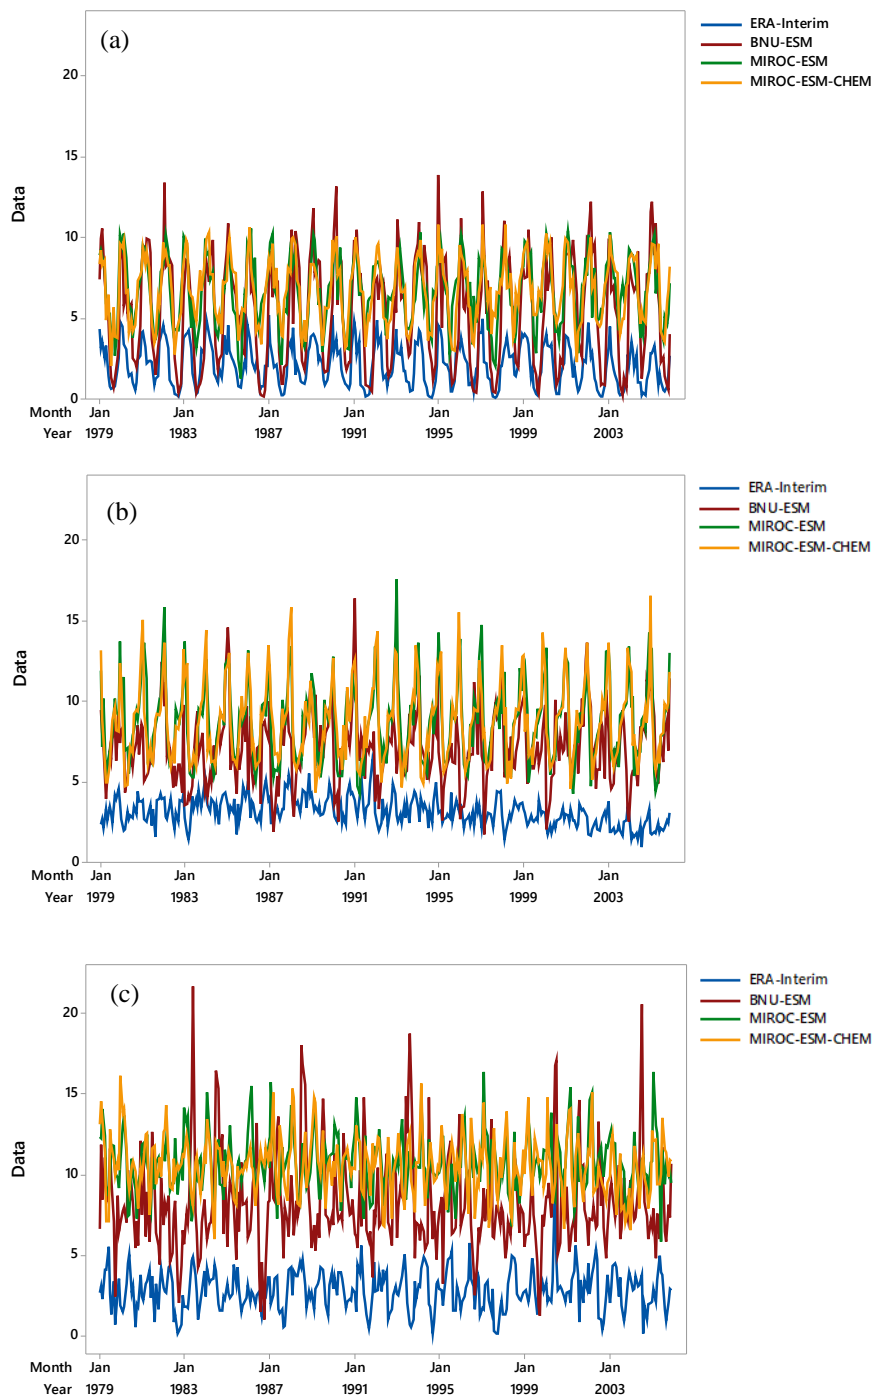 (a)
ERA-Interim
BNU-ESM
MIROC-ESM
MIROC-ESM-CHEM
20
15
10
5
0
Data
Month Jan Jan Jan Jan Jan Jan Jan
Year 1979 1983 1987 1991 1995 1999 2003
(b)
ERA-Interim
BNU-ESM
MIROC-ESM
MIROC-ESM-CHEM
20
15
10
5
0
Data
Month Jan Jan Jan Jan Jan Jan Jan
Year 1979 1983 1987 1991 1995 1999 2003
(c)
ERA-Interim
BNU-ESM
MIROC-ESM
MIROC-ESM-CHEM
20
15
10
5
0
Data
Month Jan Jan Jan Jan Jan Jan Jan
Year 1979 1983 1987 1991 1995 1999 2003